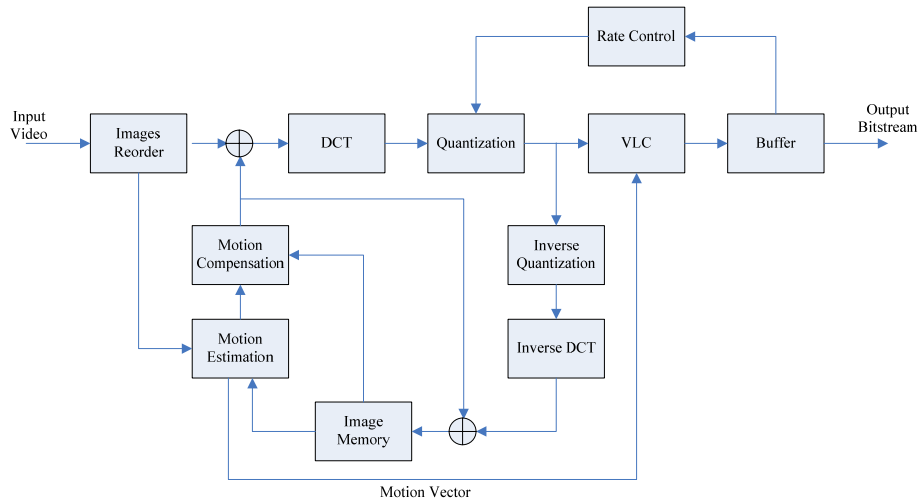 Rate Control
Input
Video
Images
Reorder
DCT
Quantization
VLC
Buffer
Output
Bitstream
Motion
Compensation
Inverse
Quantization
Motion
Estimation
Inverse DCT
Image
Memory
Motion Vector